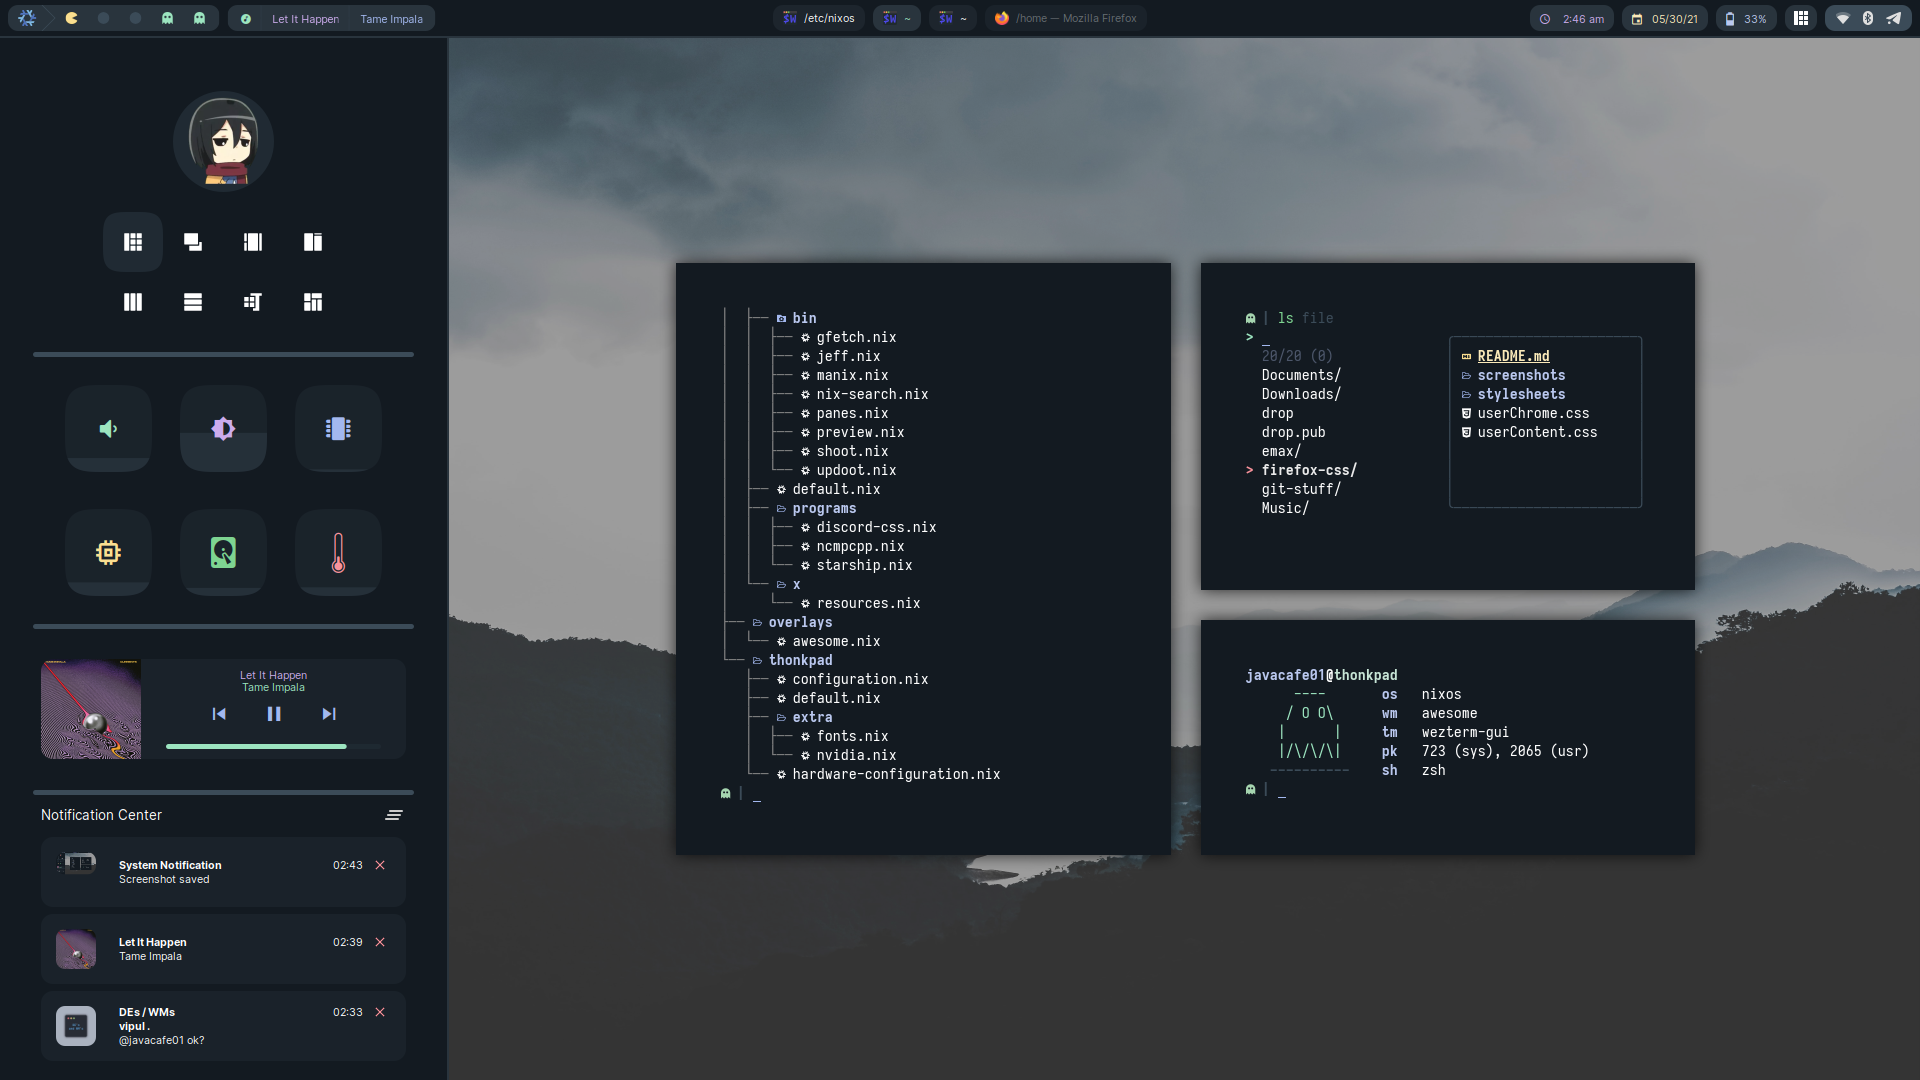 Let It Happen Tame Impala
$W /etc/nixos
$W ~
$W ~
/home — Mozilla Firefox
2:46 am
05/30/21
33%
Let It Happen
Tame Impala
Notification Center
System Notification 02:43
Screenshot saved
Let It Happen 02:39
Tame Impala
DEs / WMs 02:33
vipul .
@javacafe01 ok?
bin
gfetch.nix
jeff.nix
manix.nix
nix-search.nix
panes.nix
preview.nix
shoot.nix
updoot.nix
default.nix
programs
discord-css.nix
ncmpcpp.nix
starship.nix
x
resources.nix
overlays
awesome.nix
thonkpad
configuration.nix
default.nix
extra
fonts.nix
nvidia.nix
hardware-configuration.nix
| _
| ls file
> _
20/20 (0)
Documents/
Downloads/
drop
drop.pub
emax/
> firefox-css/
git-stuff/
Music/
README.md
screenshots
stylesheets
userChrome.css
userContent.css
javacafe01@thonkpad
---- os nixos
/ O O\ wm awesome
| | tm wezterm-gui
|/\/\/\| pk 723 (sys), 2065 (usr)
---------- sh zsh
| _